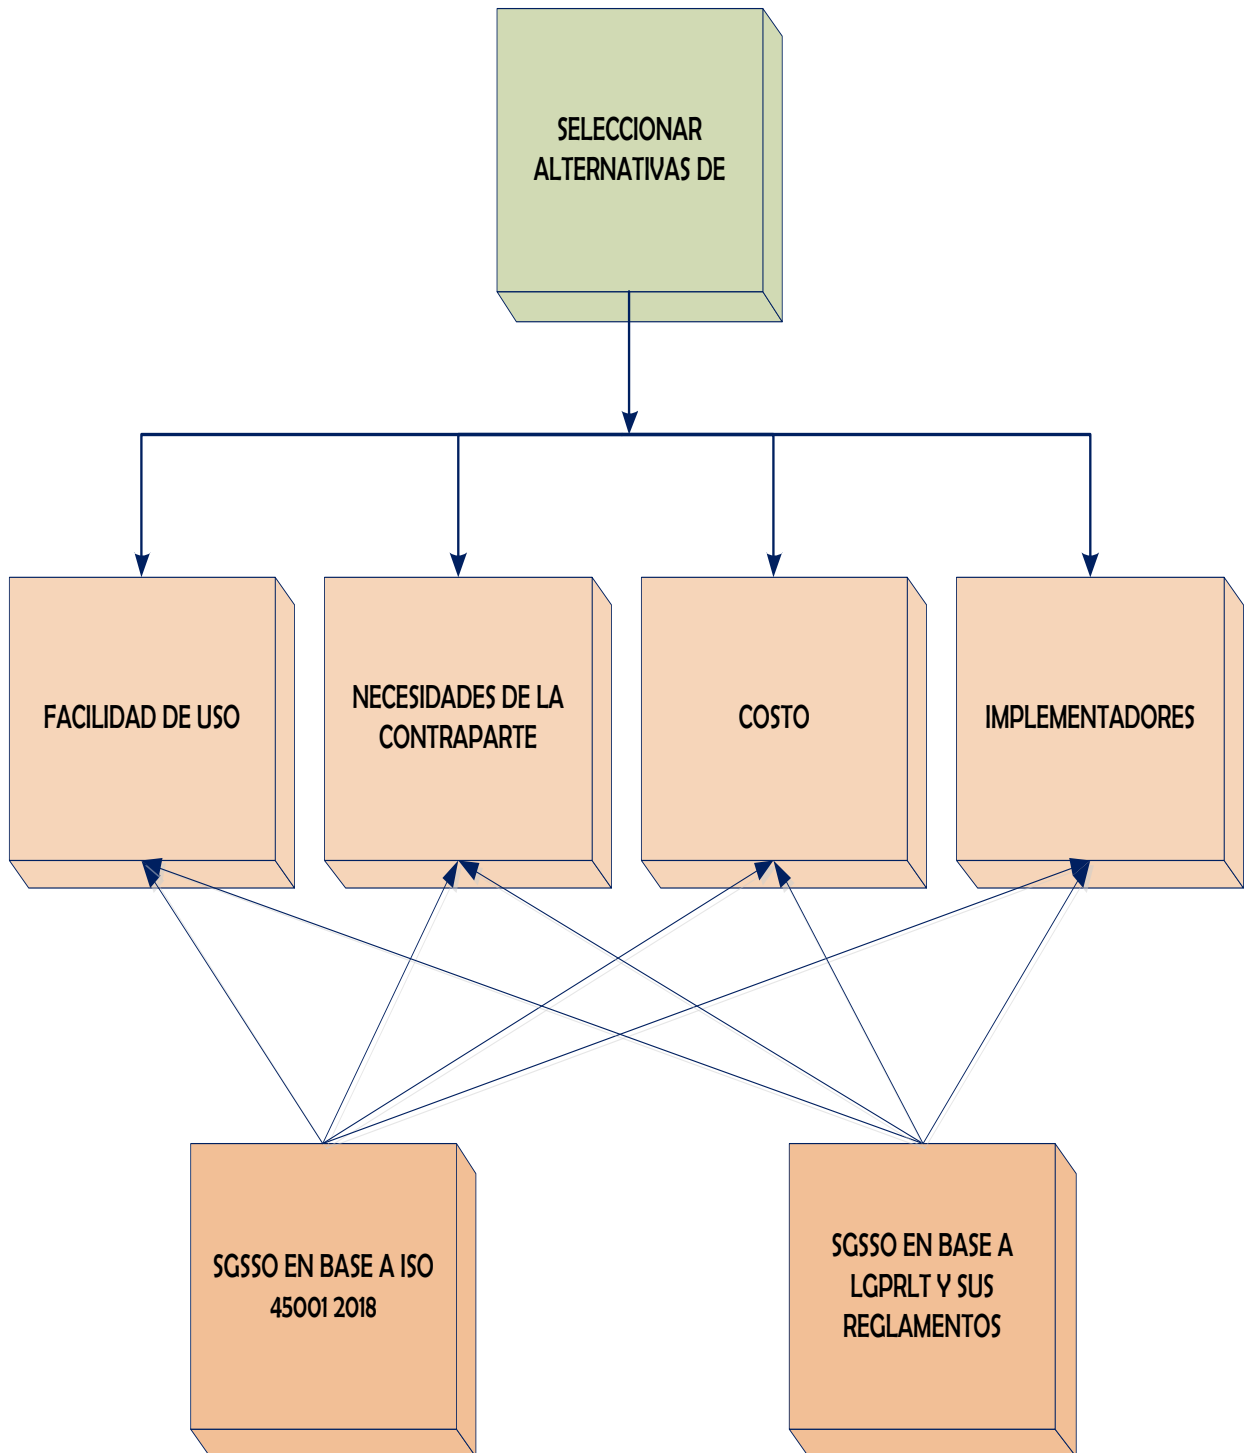 SELECCIONAR
ALTERNATIVAS DE
FACILIDAD DE USO
NECESIDADES DE LA
CONTRAPARTE
COSTO
IMPLEMENTADORES
SGSSO EN BASE A ISO
45001 2018
SGSSO EN BASE A
LGPRLT Y SUS
REGLAMENTOS